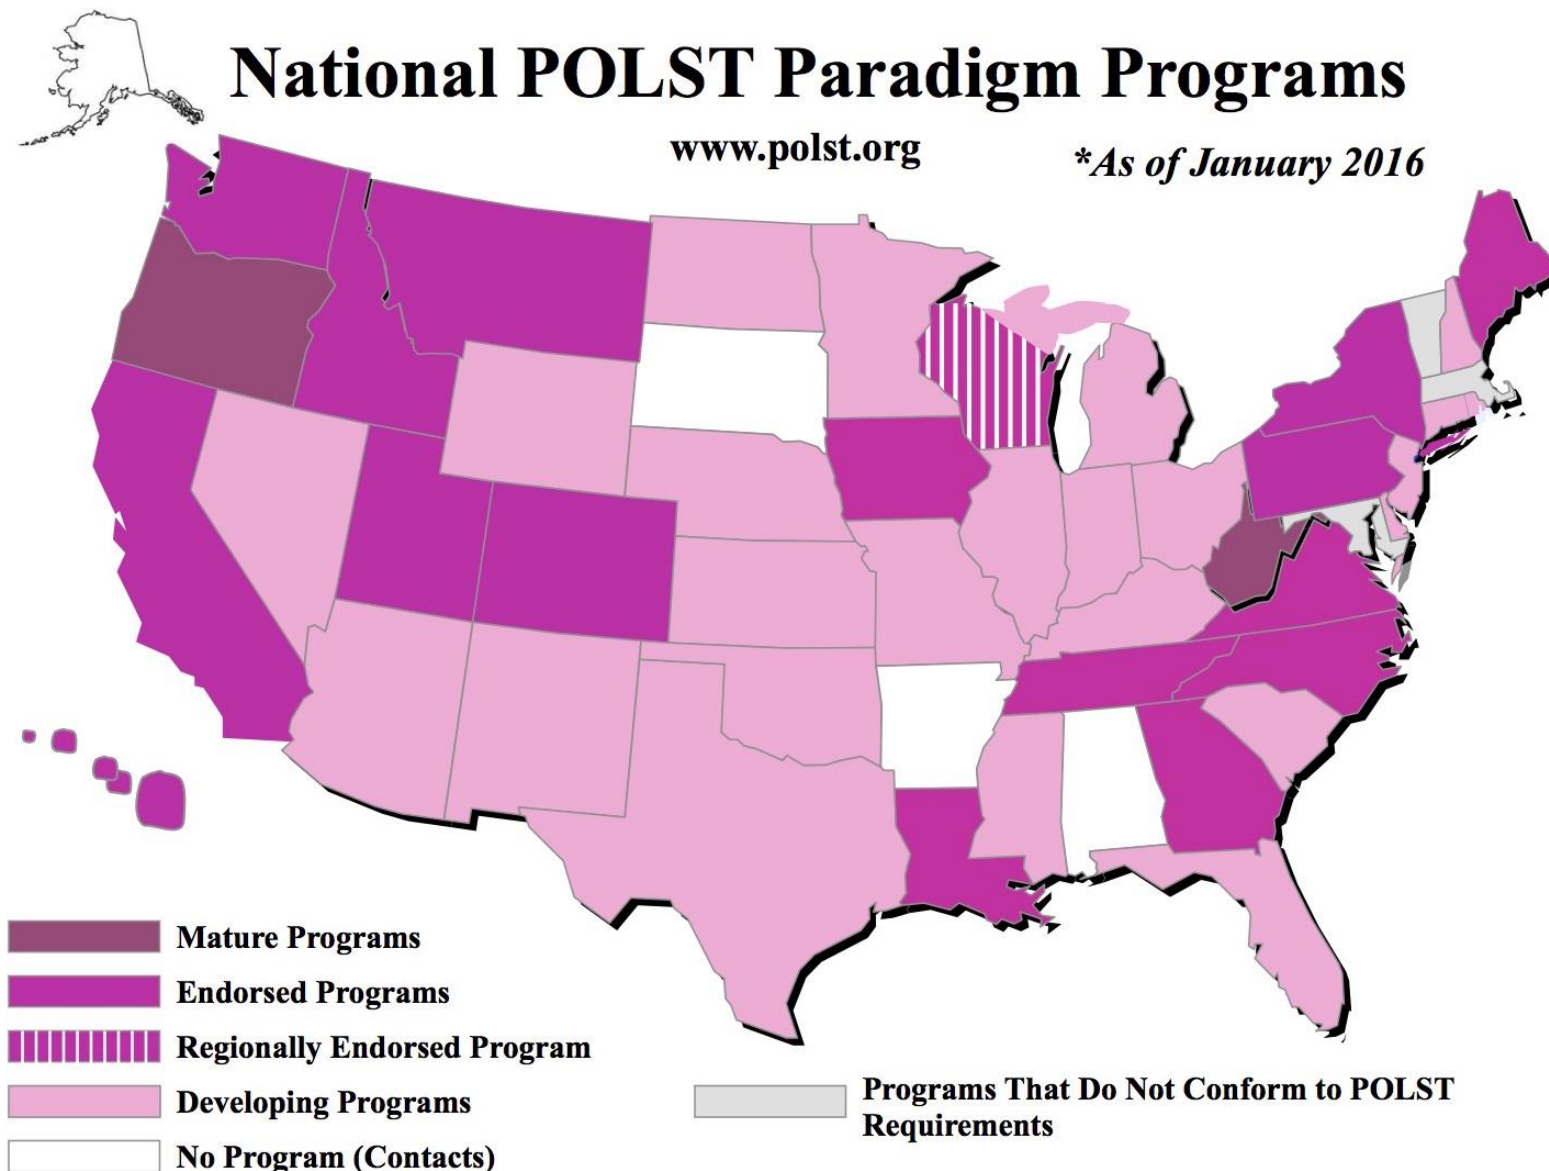 National POLST Paradigm Programs
www.polst.org
*As of January 2016
Mature Programs
Endorsed Programs
Regionally Endorsed Program
Developing Programs
No Program (Contacts)
Programs That Do Not Conform to POLST
Requirements